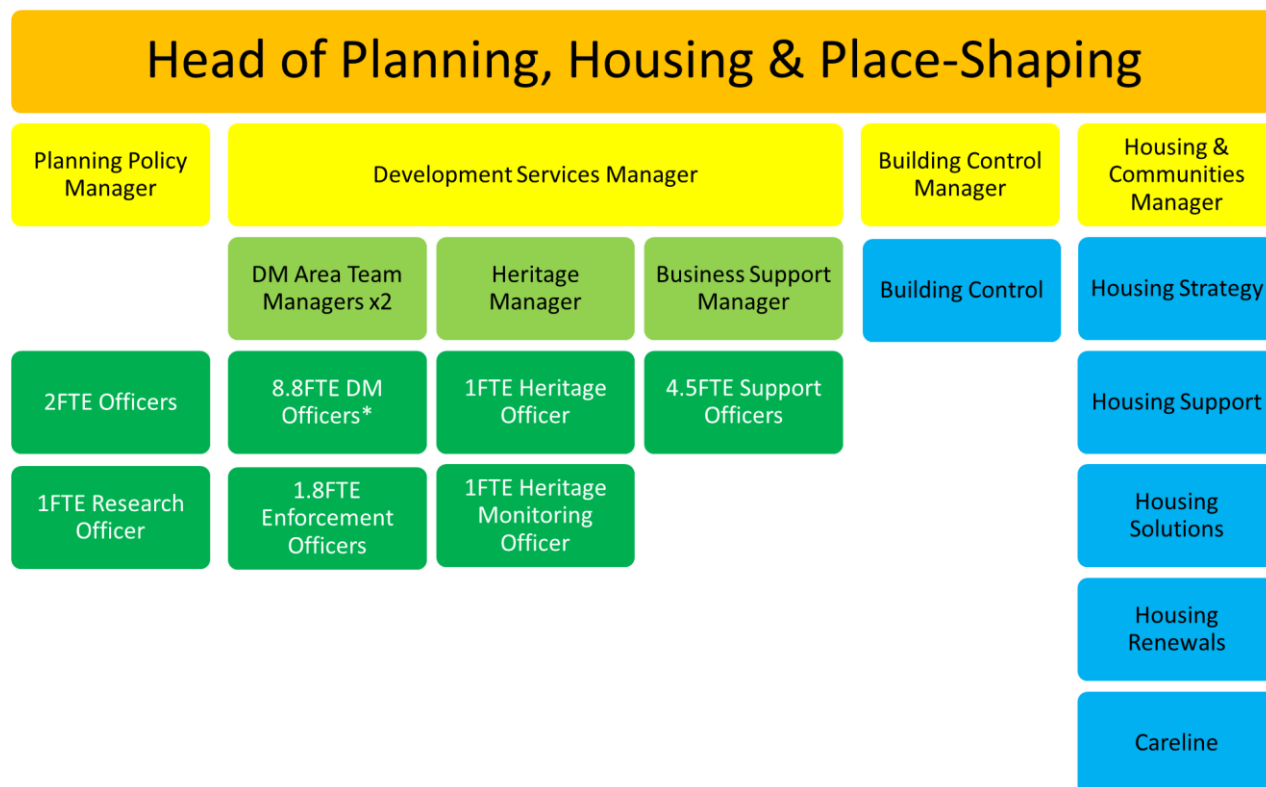 Head of Planning, Housing & Place-Shaping
Planning Policy
Manager
Development Services Manager
Building Control
Manager
Housing &
Communities
Manager
DM Area Team
Managers x2
Heritage
Manager
Business Support
Manager
Building Control
Housing Strategy
2FTE Officers
8.8FTE DM
Officers*
1FTE Heritage
Officer
4.5FTE Support
Officers
Housing Support
1FTE Research
Officer
1.8FTE
Enforcement
Officers
1FTE Heritage
Monitoring
Officer
Housing
Solutions
Housing
Renewals
Careline